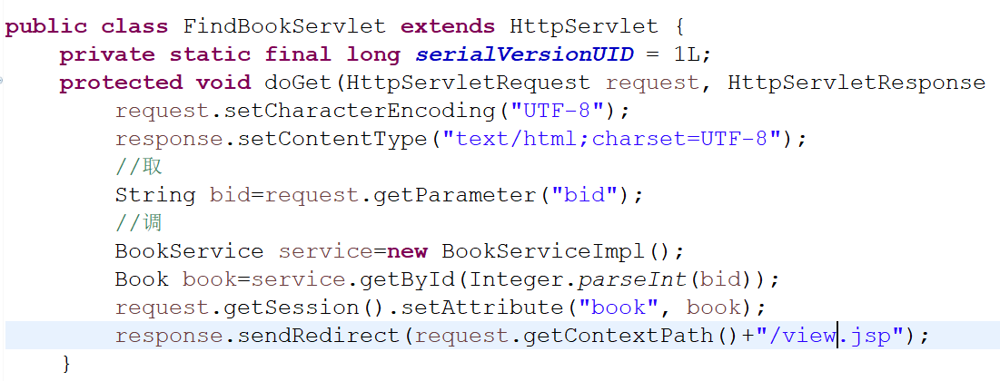 public class FindBookServlet extends HttpServlet {
    private static final long serialVersionUID = 1L;
    protected void doGet(HttpServletRequest request, HttpServletResponse
        request.setCharacterEncoding("UTF-8");
        response.setContentType("text/html;charset=UTF-8");
        //取
        String bid=request.getParameter("bid");
        //调
        BookService service=new BookServiceImpl();
        Book book=service.getById(Integer.parseInt(bid));
        request.getSession().setAttribute("book", book);
        response.sendRedirect(request.getContextPath()+"/view.jsp");
    }